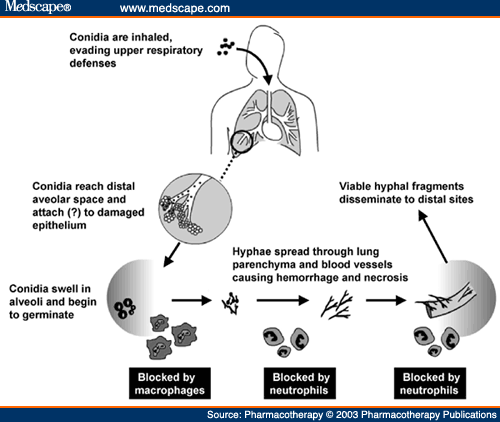 Medscape® www.medscape.com
Conidia are inhaled,
evading upper respiratory
defenses
Conidia reach distal
aveolar space and
attach (?) to damaged
epithelium
Viable hyphal fragments
disseminate to distal sites
Hyphae spread through lung
parenchyma and blood vessels
causing hemorrhage and necrosis
Conidia swell in
alveoli and begin
to germinate
Blocked by
macrophages
Blocked by
neutrophils
Blocked by
neutrophils
Source: Pharmacotherapy © 2003 Pharmacotherapy Publications